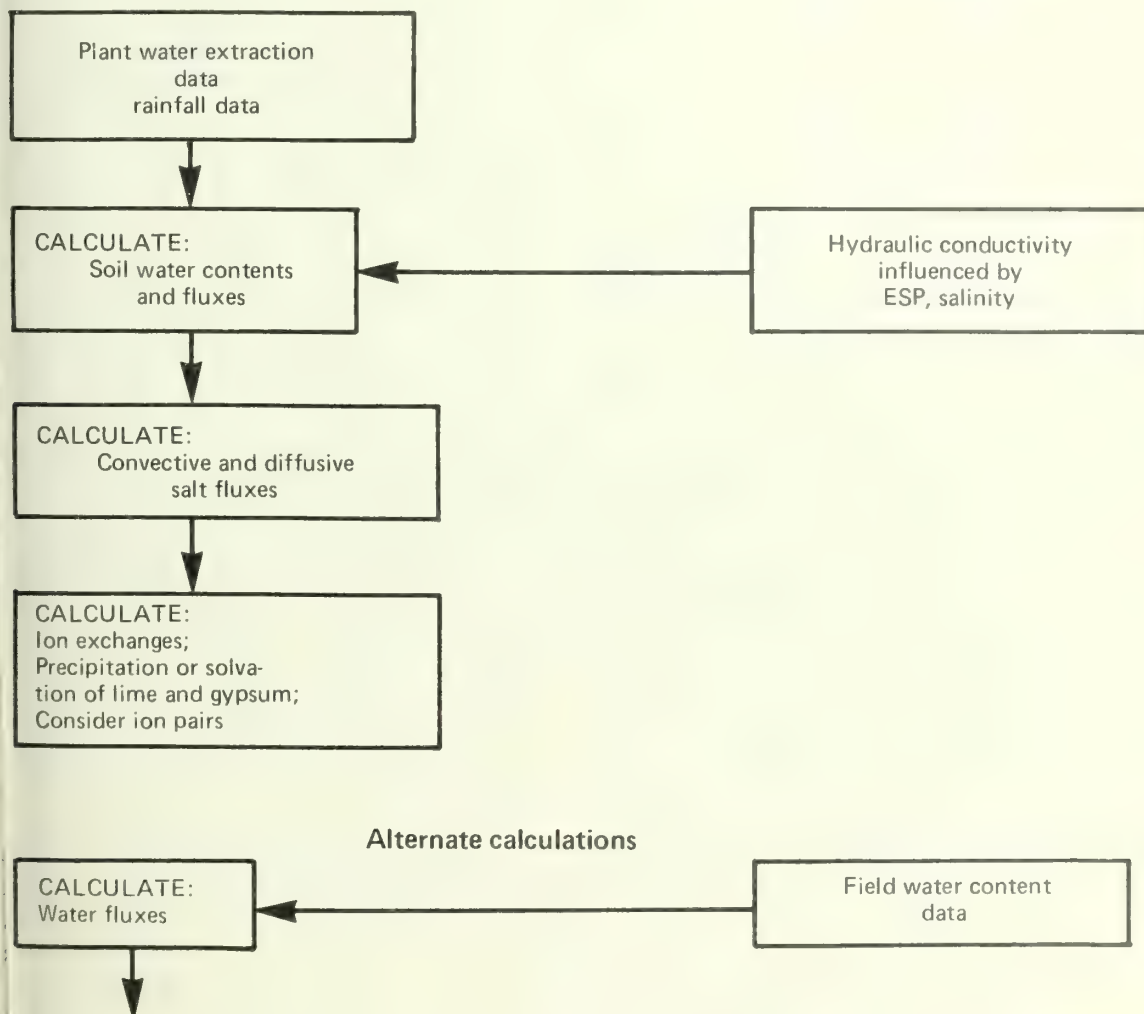 Plant water extraction
data
rainfall data
CALCULATE:
Soil water contents
and fluxes
Hydraulic conductivity
influenced by
ESP, salinity
CALCULATE:
Convective and diffusive
salt fluxes
CALCULATE:
Ion exchanges;
Precipitation or solva-
tion of lime and gypsum;
Consider ion pairs
Alternate calculations
CALCULATE:
Water fluxes
Field water content
data